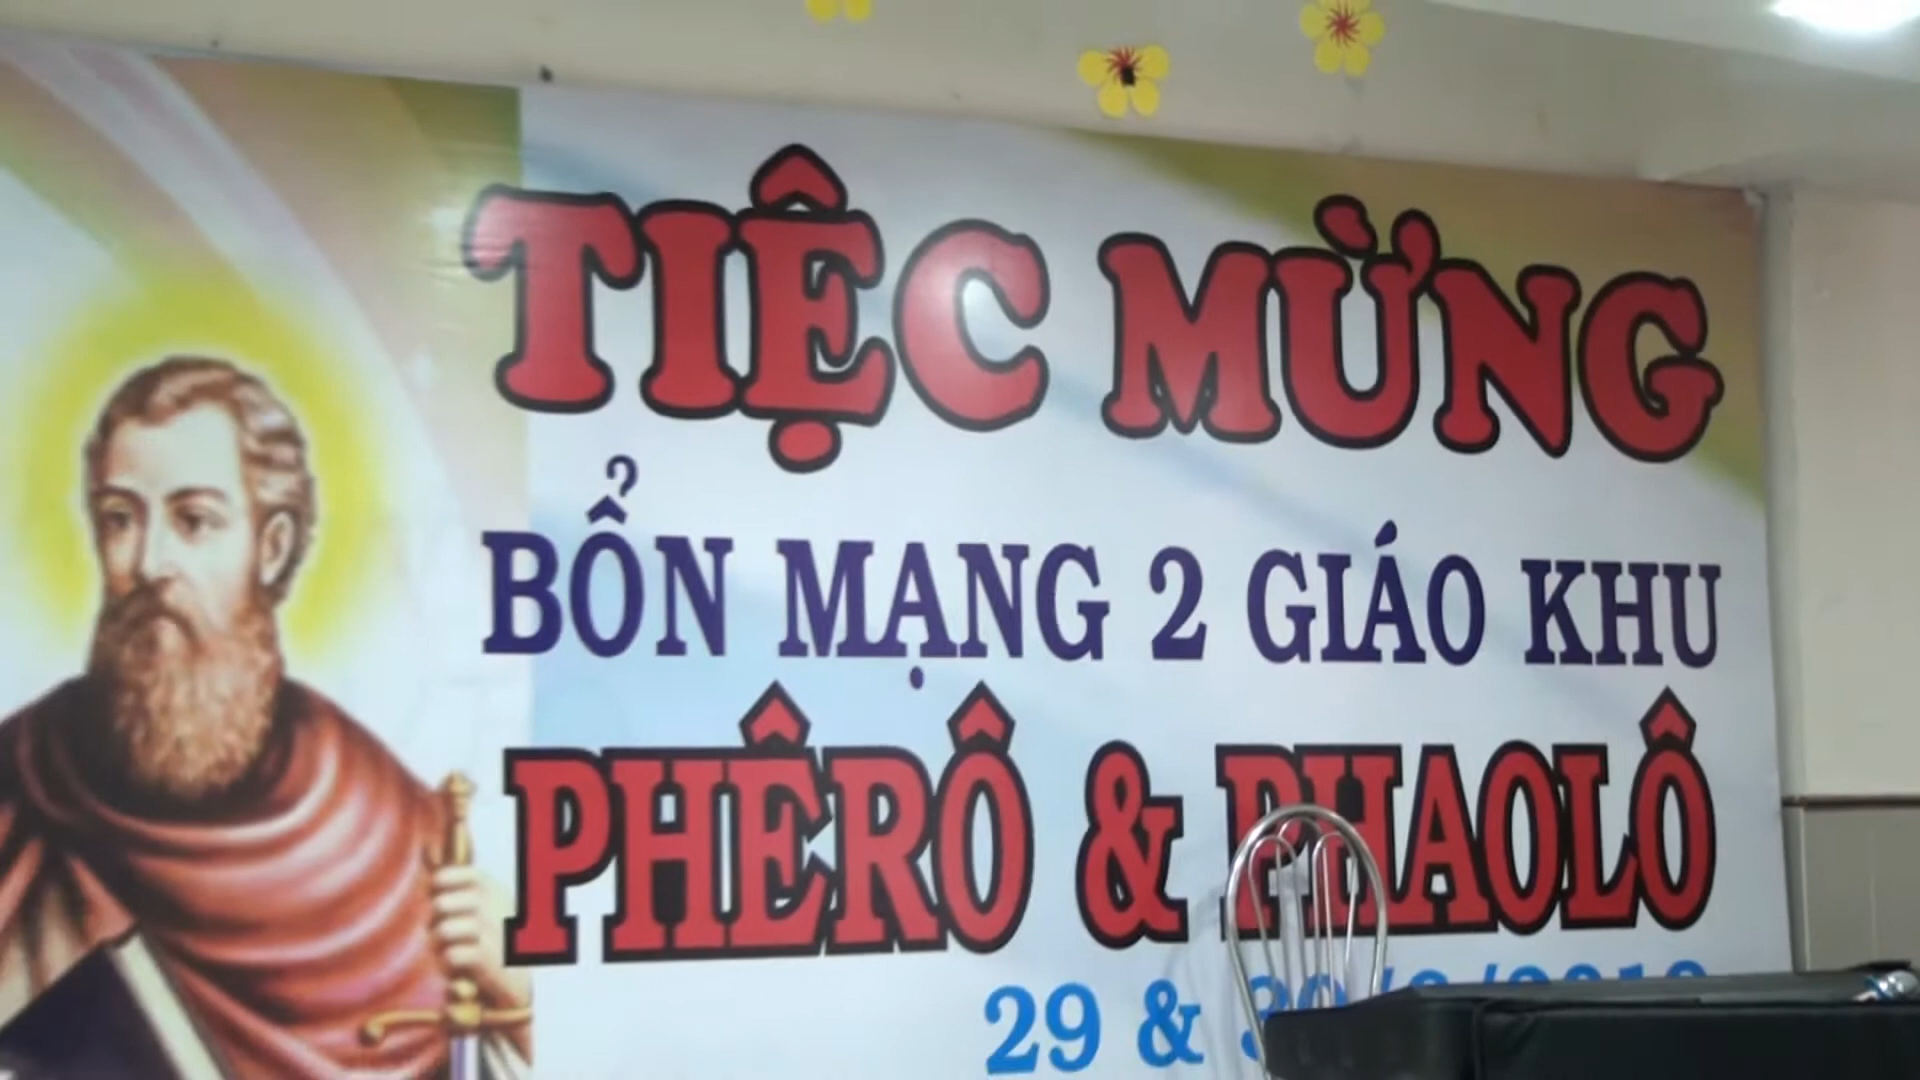 TIỆC MỪNG
BỔN MẠNG 2 GIÁO KHU
PHÊRÔ & PHAOLÔ
29 &